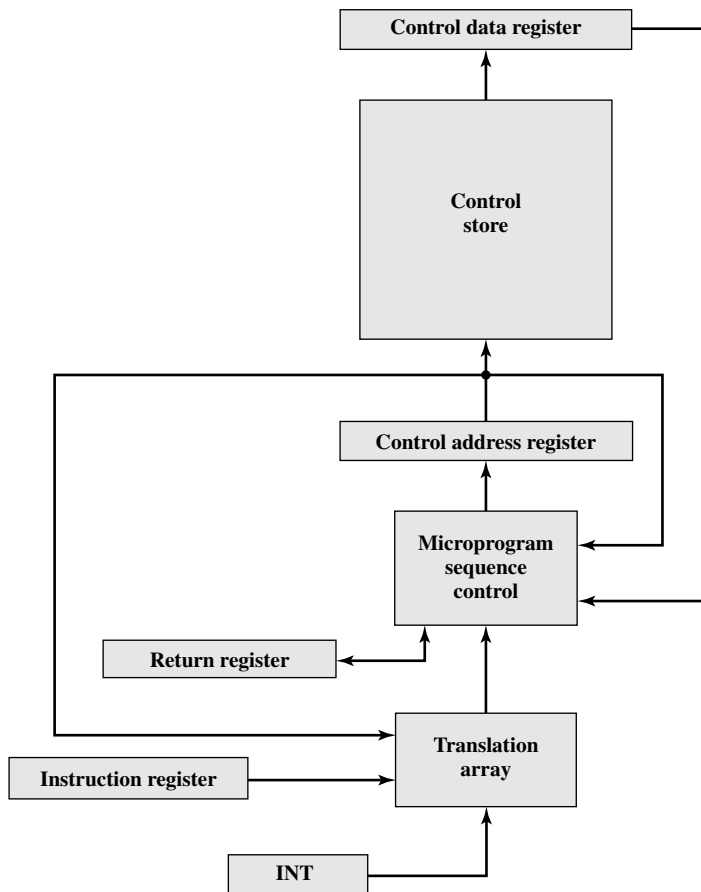 Control data register
Control
store
Control address register
Microprogram
sequence
control
Return register
Translation
array
Instruction register
INT